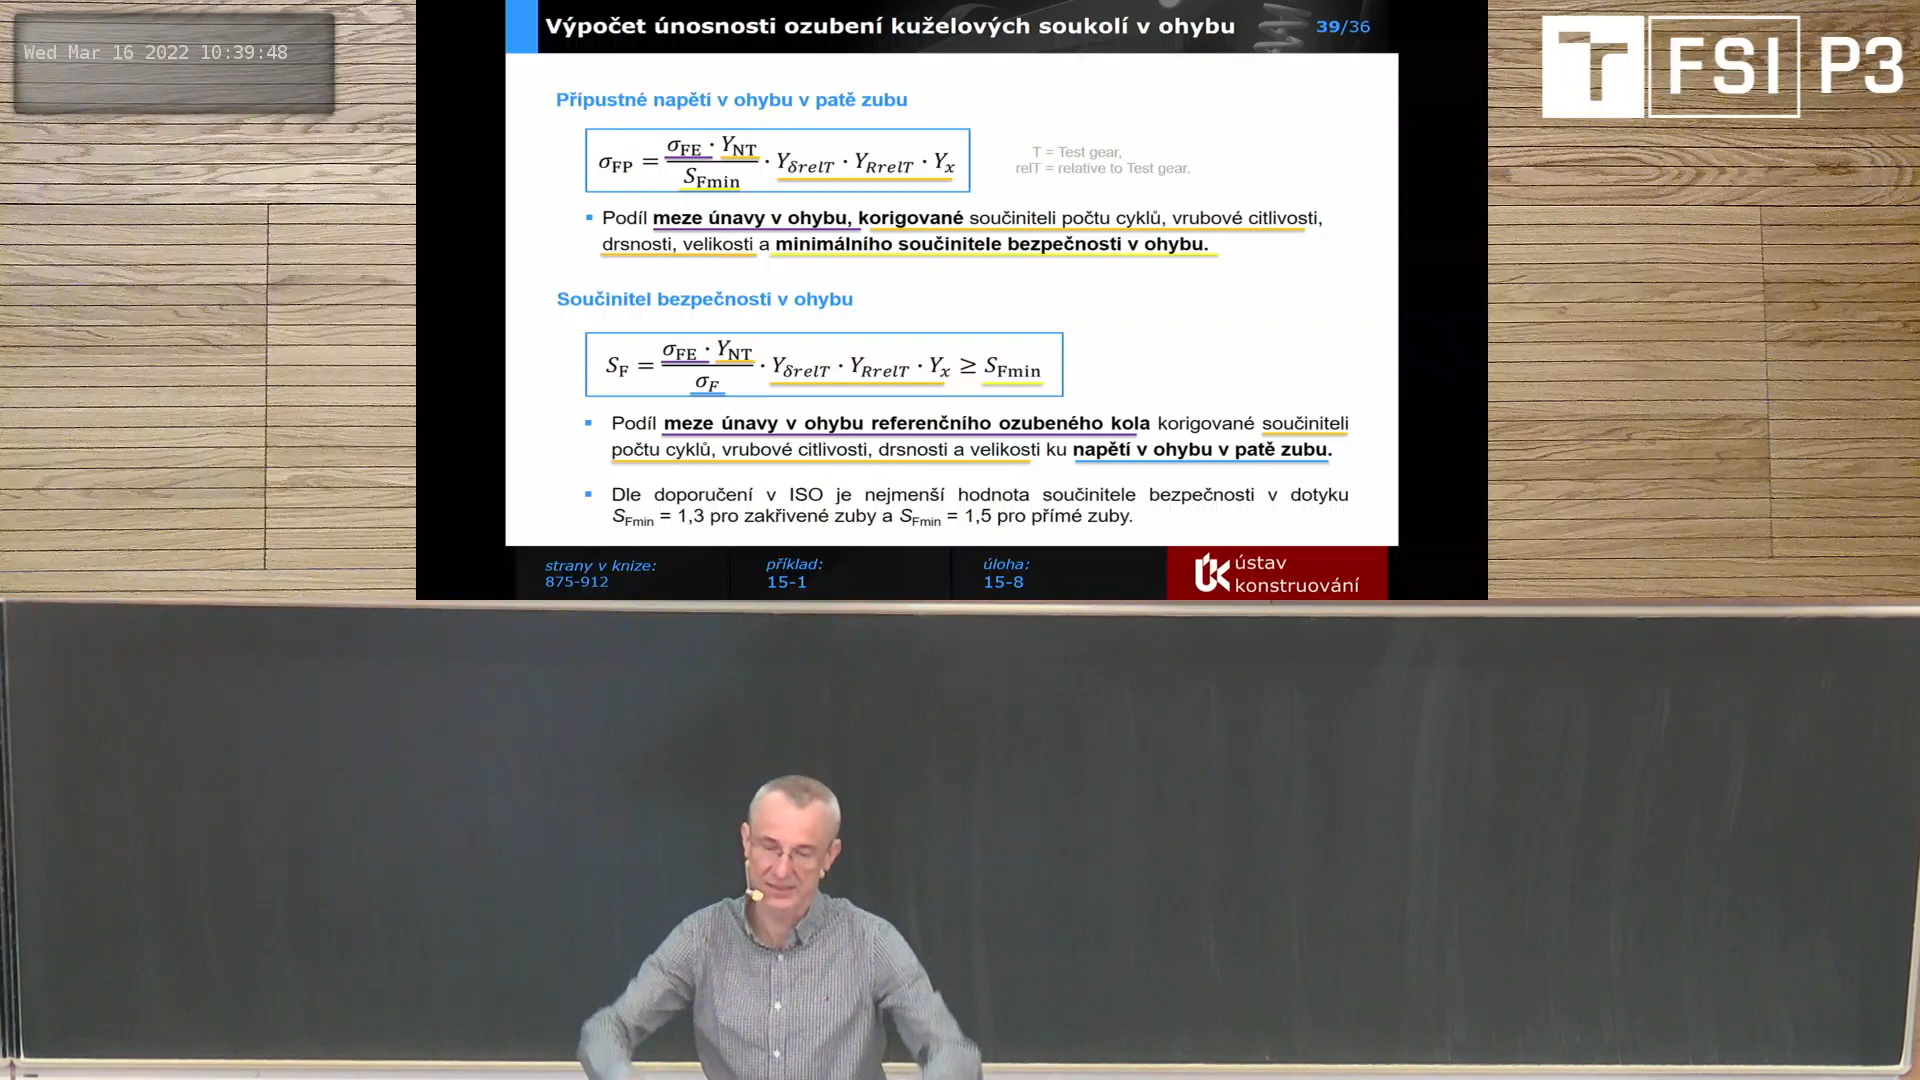 Wed Mar 16 2022 10:39:48
Výpočet únosnosti ozubení kuželových soukolí v ohybu
39/36
FSI P3
Přípustné napětí v ohybu v patě zubu
σFP = σFE · YNT / SFmin · YδrelT · YRrelT · Yx
T = Test gear,
relT = relative to Test gear.
▪ Podíl meze únavy v ohybu, korigované součiniteli počtu cyklů, vrubové citlivosti,
drsnosti, velikosti a minimálního součinitele bezpečnosti v ohybu.
Součinitel bezpečnosti v ohybu
SF = σFE · YNT / σF · YδrelT · YRrelT · Yx ≥ SFmin
▪ Podíl meze únavy v ohybu referenčního ozubeného kola korigované součiniteli
počtu cyklů, vrubové citlivosti, drsnosti a velikosti ku napětí v ohybu v patě zubu.
▪ Dle doporučení v ISO je nejmenší hodnota součinitele bezpečnosti v dotyku
SFmin = 1,3 pro zakřivené zuby a SFmin = 1,5 pro přímé zuby.
strany v knize:
875-912
příklad:
15-1
úloha:
15-8
ústav
konstruování